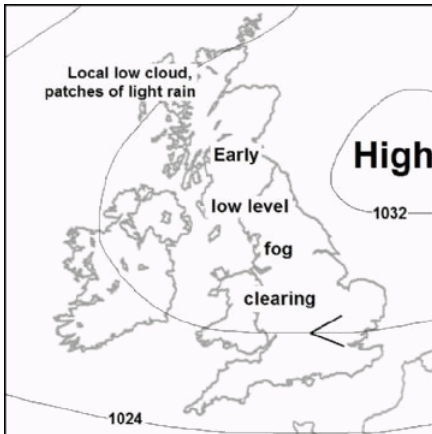 Local low cloud,
patches of light rain
Early
High
low level
1032
fog
clearing
1024